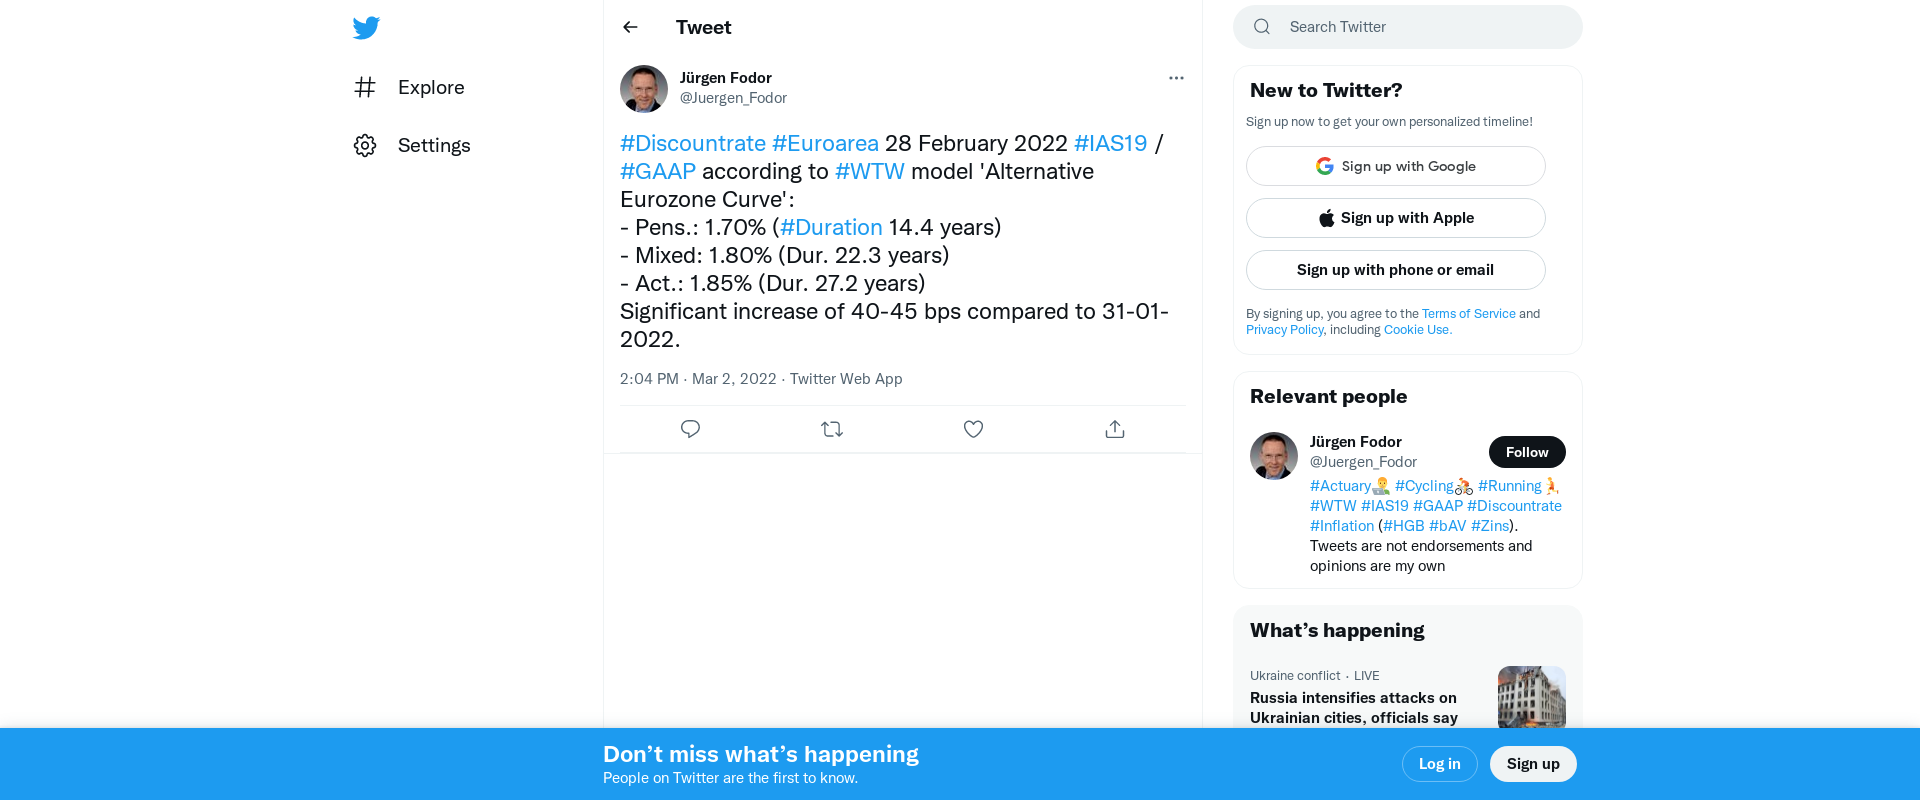 Explore
Settings
Tweet
Jürgen Fodor
@Juergen_Fodor
#Discountrate #Euroarea 28 February 2022 #IAS19 /
#GAAP according to #WTW model 'Alternative
Eurozone Curve':
- Pens.: 1.70% (#Duration 14.4 years)
- Mixed: 1.80% (Dur. 22.3 years)
- Act.: 1.85% (Dur. 27.2 years)
Significant increase of 40-45 bps compared to 31-01-
2022.
2:04 PM · Mar 2, 2022 · Twitter Web App
Search Twitter
New to Twitter?
Sign up now to get your own personalized timeline!
Sign up with Google
Sign up with Apple
Sign up with phone or email
By signing up, you agree to the Terms of Service and
Privacy Policy, including Cookie Use.
Relevant people
Jürgen Fodor
@Juergen_Fodor
Follow
#Actuary #Cycling #Running
#WTW #IAS19 #GAAP #Discountrate
#Inflation (#HGB #bAV #Zins).
Tweets are not endorsements and
opinions are my own
What's happening
Ukraine conflict · LIVE
Russia intensifies attacks on
Ukrainian cities, officials say
Don't miss what's happening
People on Twitter are the first to know.
Log in
Sign up